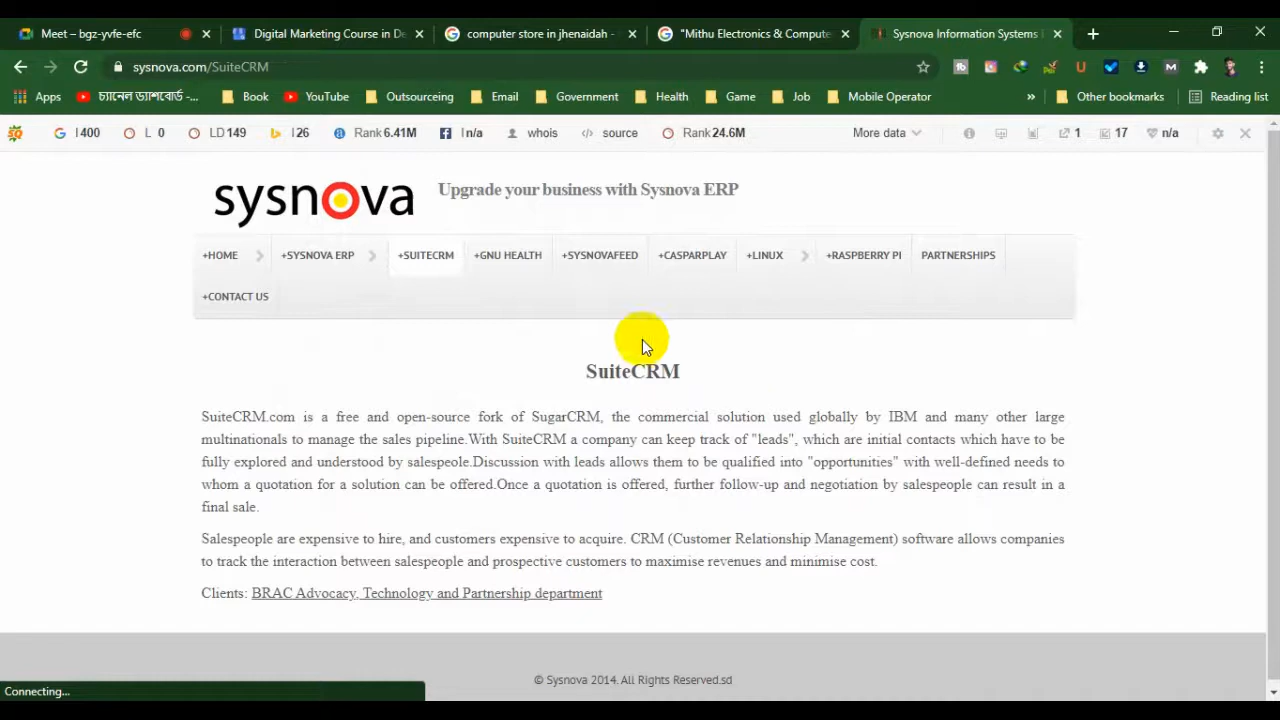 Meet – bgz-yvfe-efc
Digital Marketing Course in De
computer store in jhenaidah -
"Mithu Electronics & Compute
Sysnova Information Systems
sysnova.com/SuiteCRM
Apps
চ্যানেল ড্যাশবোর্ড -...
Book
YouTube
Outsourceing
Email
Government
Health
Game
Job
Mobile Operator
»
Other bookmarks
Reading list
I 400
L 0
LD 149
I 26
Rank 6.41M
I n/a
whois
source
Rank 24.6M
More data
1
17
n/a
sysnova
Upgrade your business with Sysnova ERP
+HOME
+SYSNOVA ERP
+SUITECRM
+GNU HEALTH
+SYSNOVAFEED
+CASPARPLAY
+LINUX
+RASPBERRY PI
PARTNERSHIPS
+CONTACT US
SuiteCRM
SuiteCRM.com is a free and open-source fork of SugarCRM, the commercial solution used globally by IBM and many other large
multinationals to manage the sales pipeline.With SuiteCRM a company can keep track of "leads", which are initial contacts which have to be
fully explored and understood by salespeole.Discussion with leads allows them to be qualified into "opportunities" with well-defined needs to
whom a quotation for a solution can be offered.Once a quotation is offered, further follow-up and negotiation by salespeople can result in a
final sale.
Salespeople are expensive to hire, and customers expensive to acquire. CRM (Customer Relationship Management) software allows companies
to track the interaction between salespeople and prospective customers to maximise revenues and minimise cost.
Clients: BRAC Advocacy, Technology and Partnership department
© Sysnova 2014. All Rights Reserved.sd
Connecting...